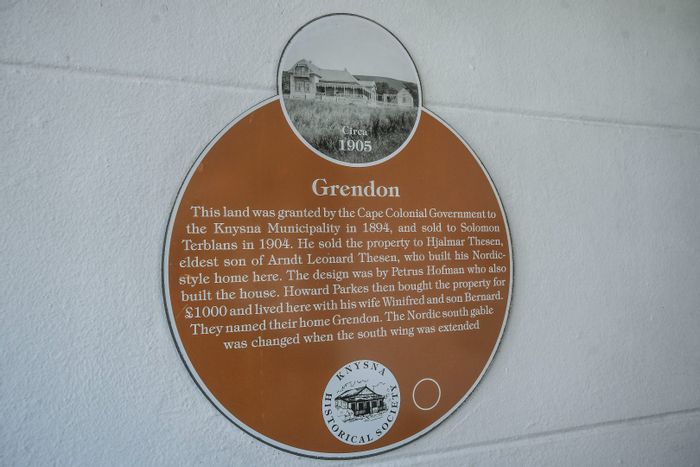 Circa
1905
Grendon
This land was granted by the Cape Colonial Government to
the Knysna Municipality in 1894, and sold to Solomon
Terblans in 1904. He sold the property to Hjalmar Thesen,
eldest son of Arndt Leonard Thesen, who built his Nordic-
style home here. The design was by Petrus Hofman who also
built the house. Howard Parkes then bought the property for
£1000 and lived here with his wife Winifred and son Bernard.
They named their home Grendon. The Nordic south gable
was changed when the south wing was extended
KNYSNA
HISTORICAL SOCIETY